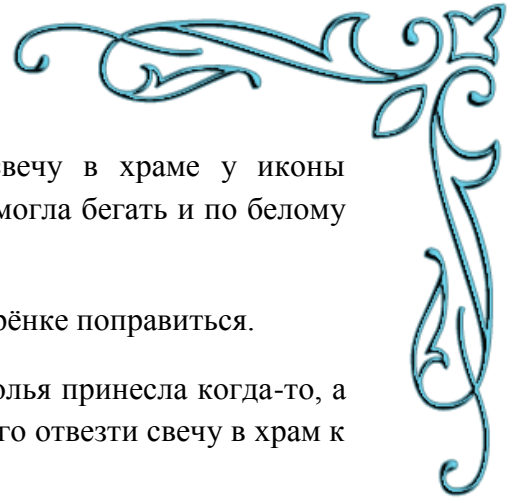 свечу в храме у иконы
могла бегать и по белому
рёнке поправиться.
олья принесла когда-то, а
го отвезти свечу в храм к